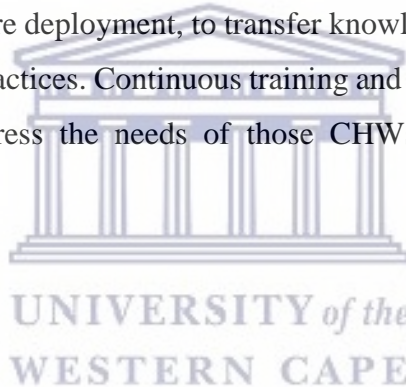 re deployment, to transfer knowl
actices. Continuous training and
ress the needs of those CHW
UNIVERSITY of the
WESTERN CAPE